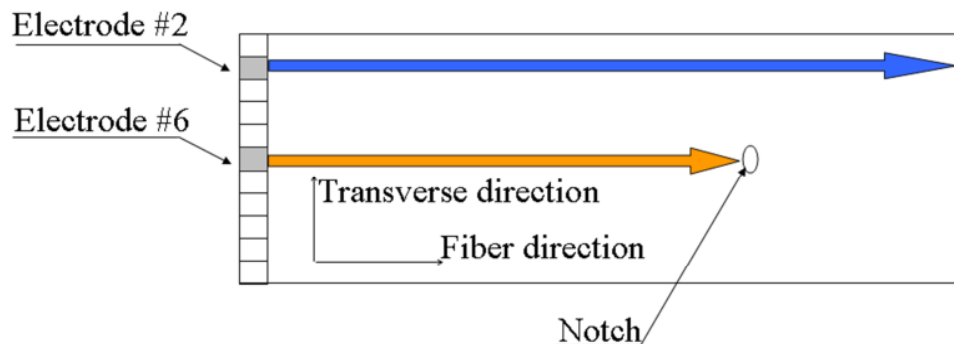 Electrode #2
Electrode #6
Transverse direction
Fiber direction
Notch